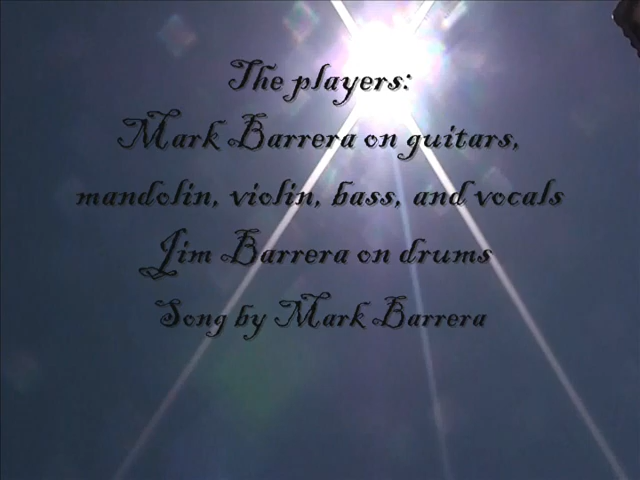 The players:
Mark Barrera on guitars,
mandolin, violin, bass, and vocals
Jim Barrera on drums
Song by Mark Barrera